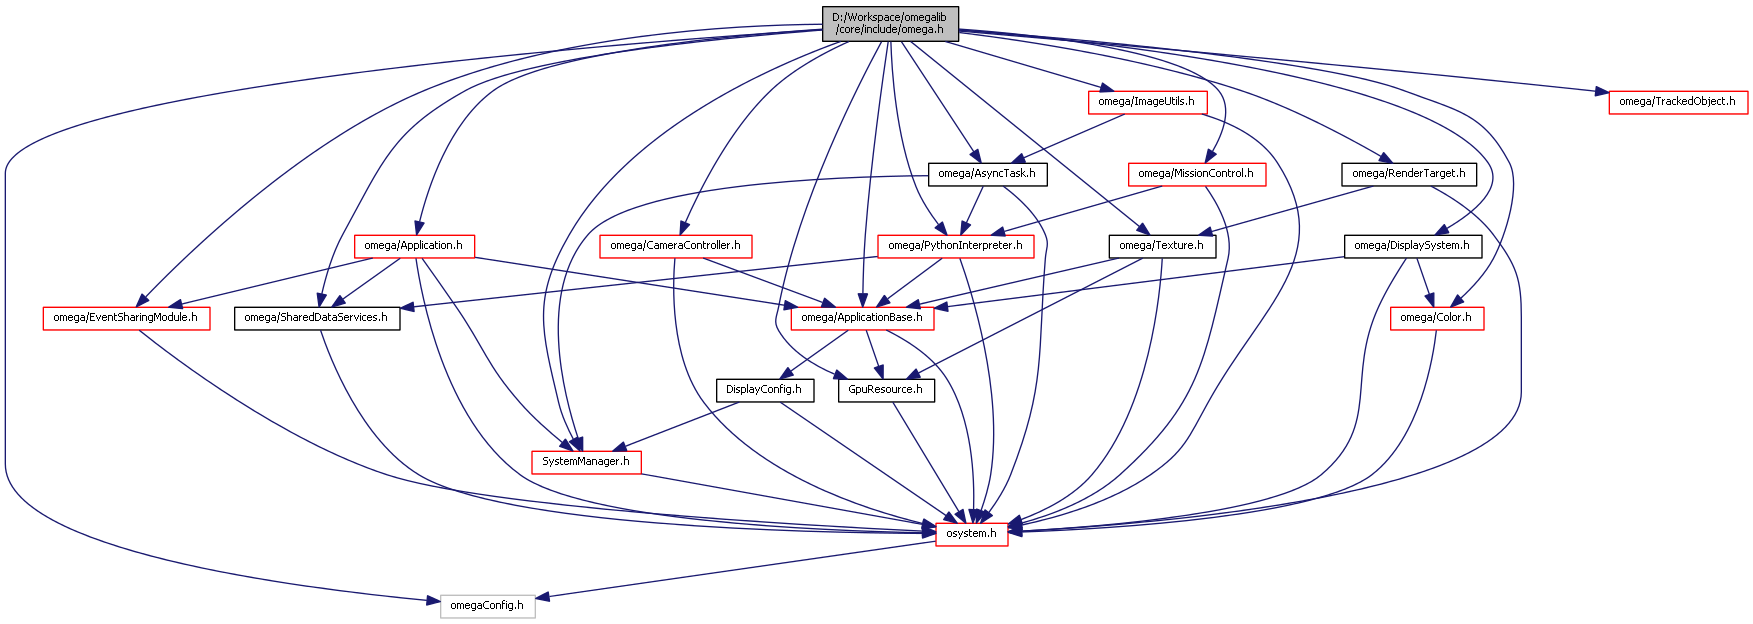 D:/Workspace/omegalib
/core/include/omega.h
omega/ImageUtils.h
omega/TrackedObject.h
omega/AsyncTask.h
omega/MissionControl.h
omega/RenderTarget.h
omega/Application.h
omega/CameraController.h
omega/PythonInterpreter.h
omega/Texture.h
omega/DisplaySystem.h
omega/EventSharingModule.h
omega/SharedDataServices.h
omega/ApplicationBase.h
omega/Color.h
DisplayConfig.h
GpuResource.h
SystemManager.h
osystem.h
omegaConfig.h